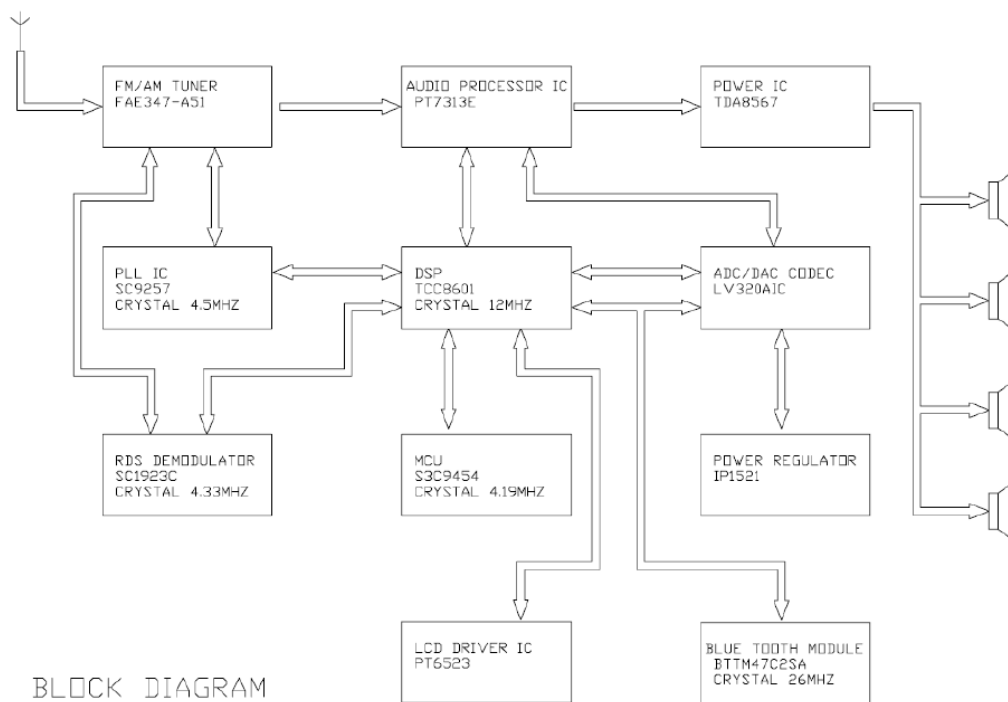 FM/AM TUNER
FAE347-A51
AUDIO PROCESSOR IC
PT7313E
POWER IC
TDA8567
PLL IC
SC9257
CRYSTAL 4.5MHZ
DSP
TCC8601
CRYSTAL 12MHZ
ADC/DAC CODEC
LV320AIC
RDS DEMODULATOR
SC1923C
CRYSTAL 4.33MHZ
MCU
S3C9454
CRYSTAL 4.19MHZ
POWER REGULATOR
IP1521
LCD DRIVER IC
PT6523
BLUE TOOTH MODULE
BTTM47C2SA
CRYSTAL 26MHZ
BLOCK DIAGRAM